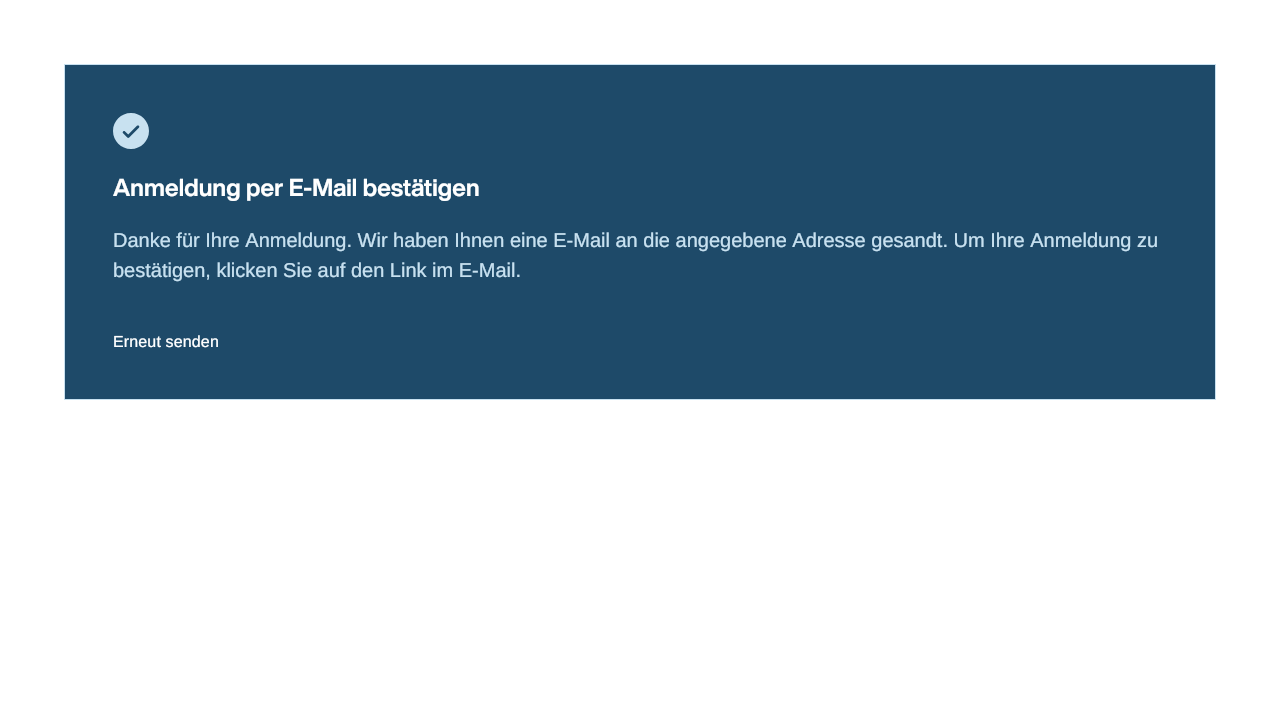 Anmeldung per E-Mail bestätigen
Danke für Ihre Anmeldung. Wir haben Ihnen eine E-Mail an die angegebene Adresse gesandt. Um Ihre Anmeldung zu
bestätigen, klicken Sie auf den Link im E-Mail.
Erneut senden